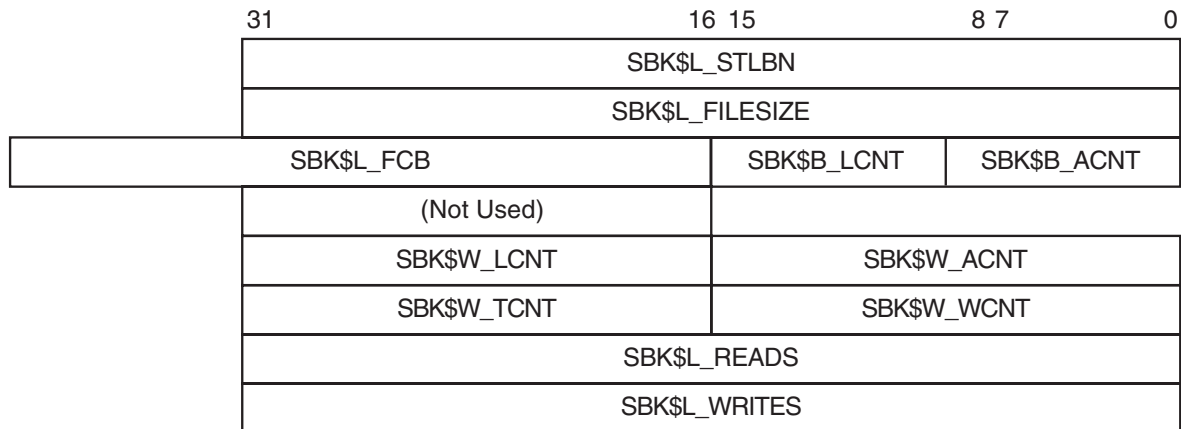 31 16 15 8 7 0
SBK$L_STLBN
SBK$L_FILESIZE
SBK$L_FCB SBK$B_LCNT SBK$B_ACNT
(Not Used)
SBK$W_LCNT SBK$W_ACNT
SBK$W_TCNT SBK$W_WCNT
SBK$L_READS
SBK$L_WRITES